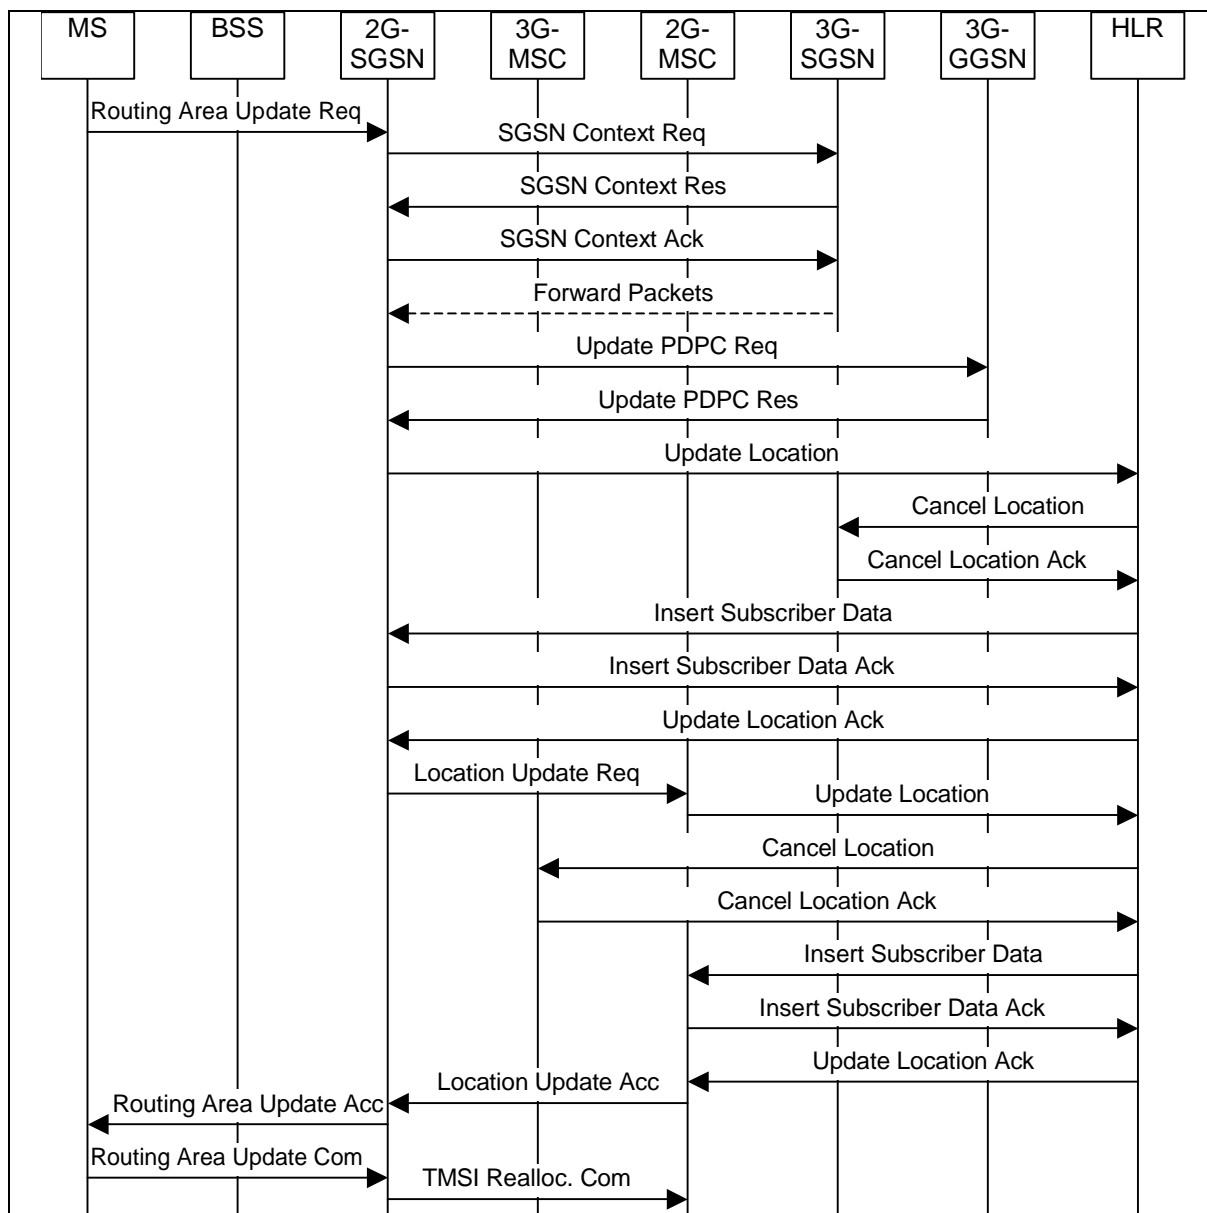 MS
BSS
2G-
SGSN
3G-
MSC
2G-
MSC
3G-
SGSN
3G-
GGSN
HLR
Routing Area Update Req
SGSN Context Req
SGSN Context Res
SGSN Context Ack
Forward Packets
Update PDPC Req
Update PDPC Res
Update Location
Cancel Location
Cancel Location Ack
Insert Subscriber Data
Insert Subscriber Data Ack
Update Location Ack
Location Update Req
Update Location
Cancel Location
Cancel Location Ack
Insert Subscriber Data
Insert Subscriber Data Ack
Update Location Ack
Location Update Acc
Routing Area Update Acc
Routing Area Update Com
TMSI Realloc. Com